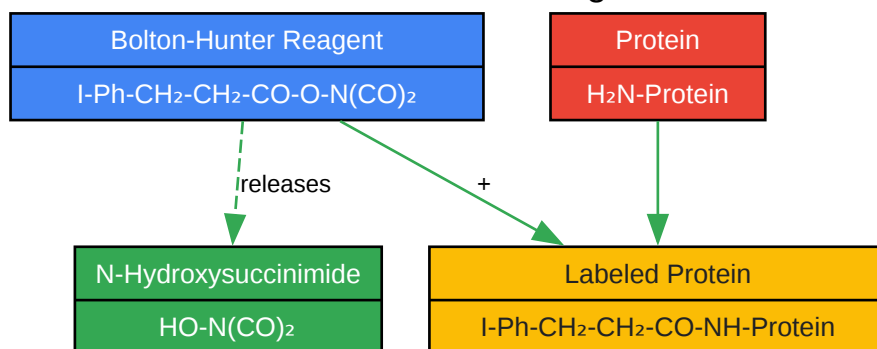 Bolton-Hunter Reagent
I-Ph-CH₂-CH₂-CO-O-N(CO)₂
Protein
H₂N-Protein
releases
+
N-Hydroxysuccinimide
HO-N(CO)₂
Labeled Protein
I-Ph-CH₂-CH₂-CO-NH-Protein